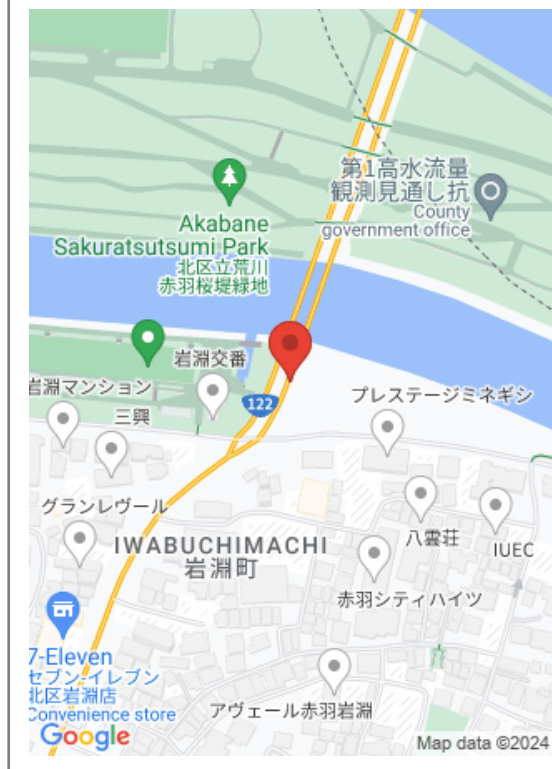 第1高水流量
観測見通し杭
County
government office
Akabane
Sakuratsutsumi Park
北区立荒川
赤羽桜堤緑地
岩淵交番
岩淵マンション
プレステージミネギシ
122
三興
グランレヴール
八雲荘
IUEC
IWABUCHIMACHI
岩淵町
赤羽シティハイツ
7-Eleven
セブン-イレブン
北区岩淵店
Convenience store
アヴェール赤羽岩淵
Google
Map data ©2024